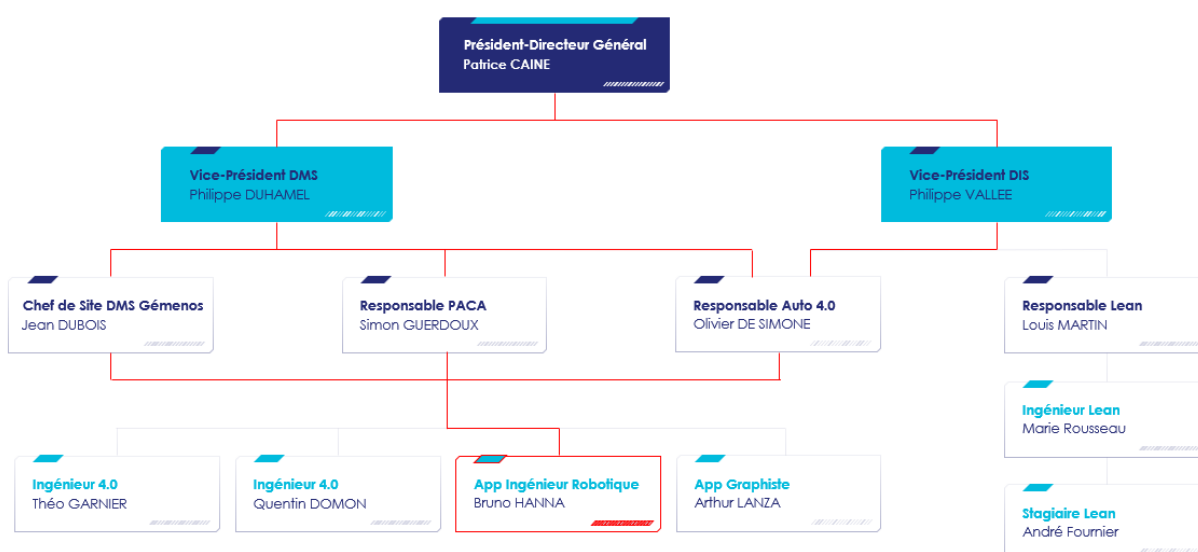 Président-Directeur Général
Patrice CAINE
Vice-Président DMS
Philippe DUHAMEL
Vice-Président DIS
Philippe VALLEE
Chef de Site DMS Gémenos
Jean DUBOIS
Responsable PACA
Simon GUERDOUX
Responsable Auto 4.0
Olivier DE SIMONE
Responsable Lean
Louis MARTIN
Ingénieur Lean
Marie Rousseau
Ingénieur 4.0
Théo GARNIER
Ingénieur 4.0
Quentin DOMON
App Ingénieur Robotique
Bruno HANNA
App Graphiste
Arthur LANZA
Stagiaire Lean
André Fournier